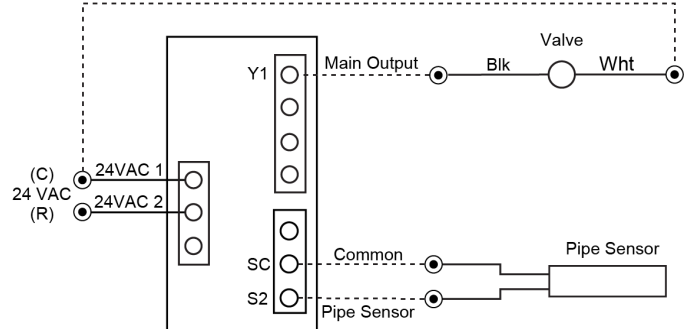 Valve
Y1
Main Output
Blk
Wht
(C)
24VAC 1
24 VAC
(R)
24VAC 2
SC
Common
Pipe Sensor
S2
Pipe Sensor